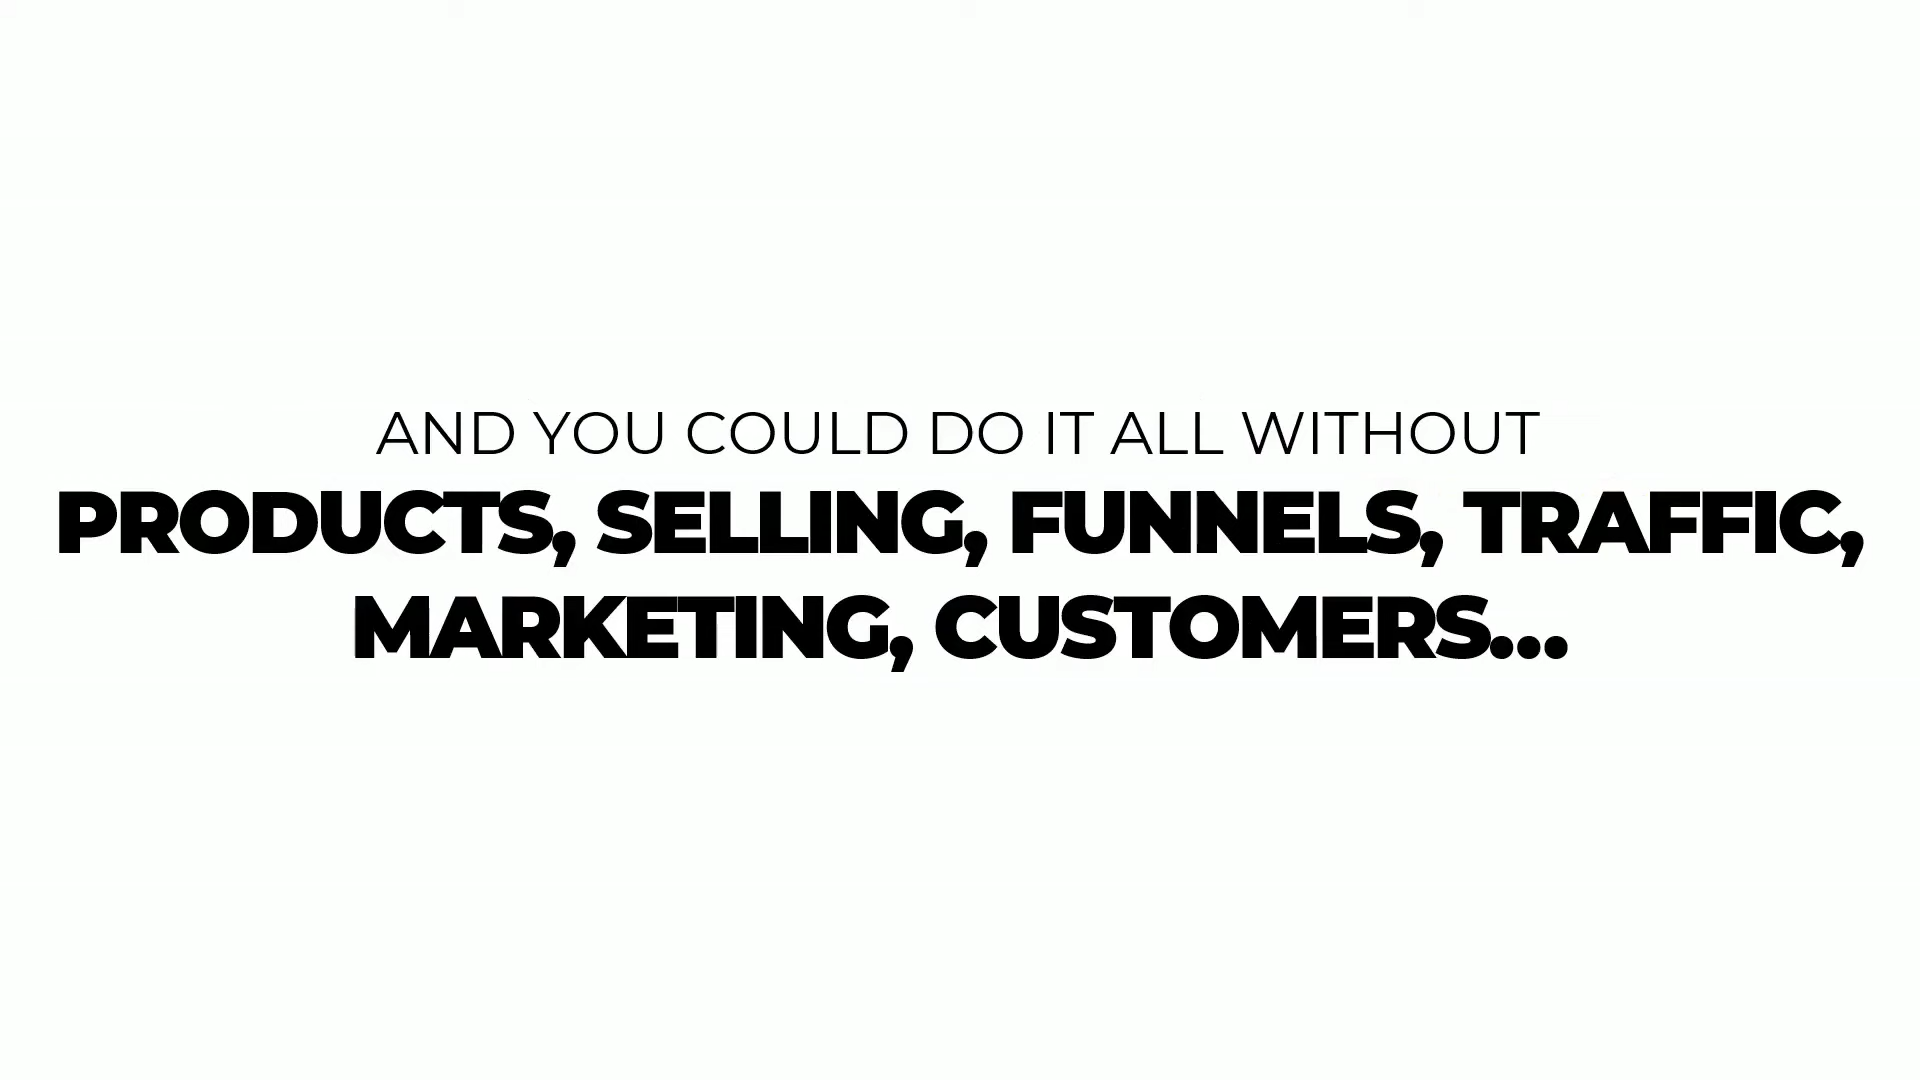 AND YOU COULD DO IT ALL WITHOUT
PRODUCTS, SELLING, FUNNELS, TRAFFIC,
MARKETING, CUSTOMERS...